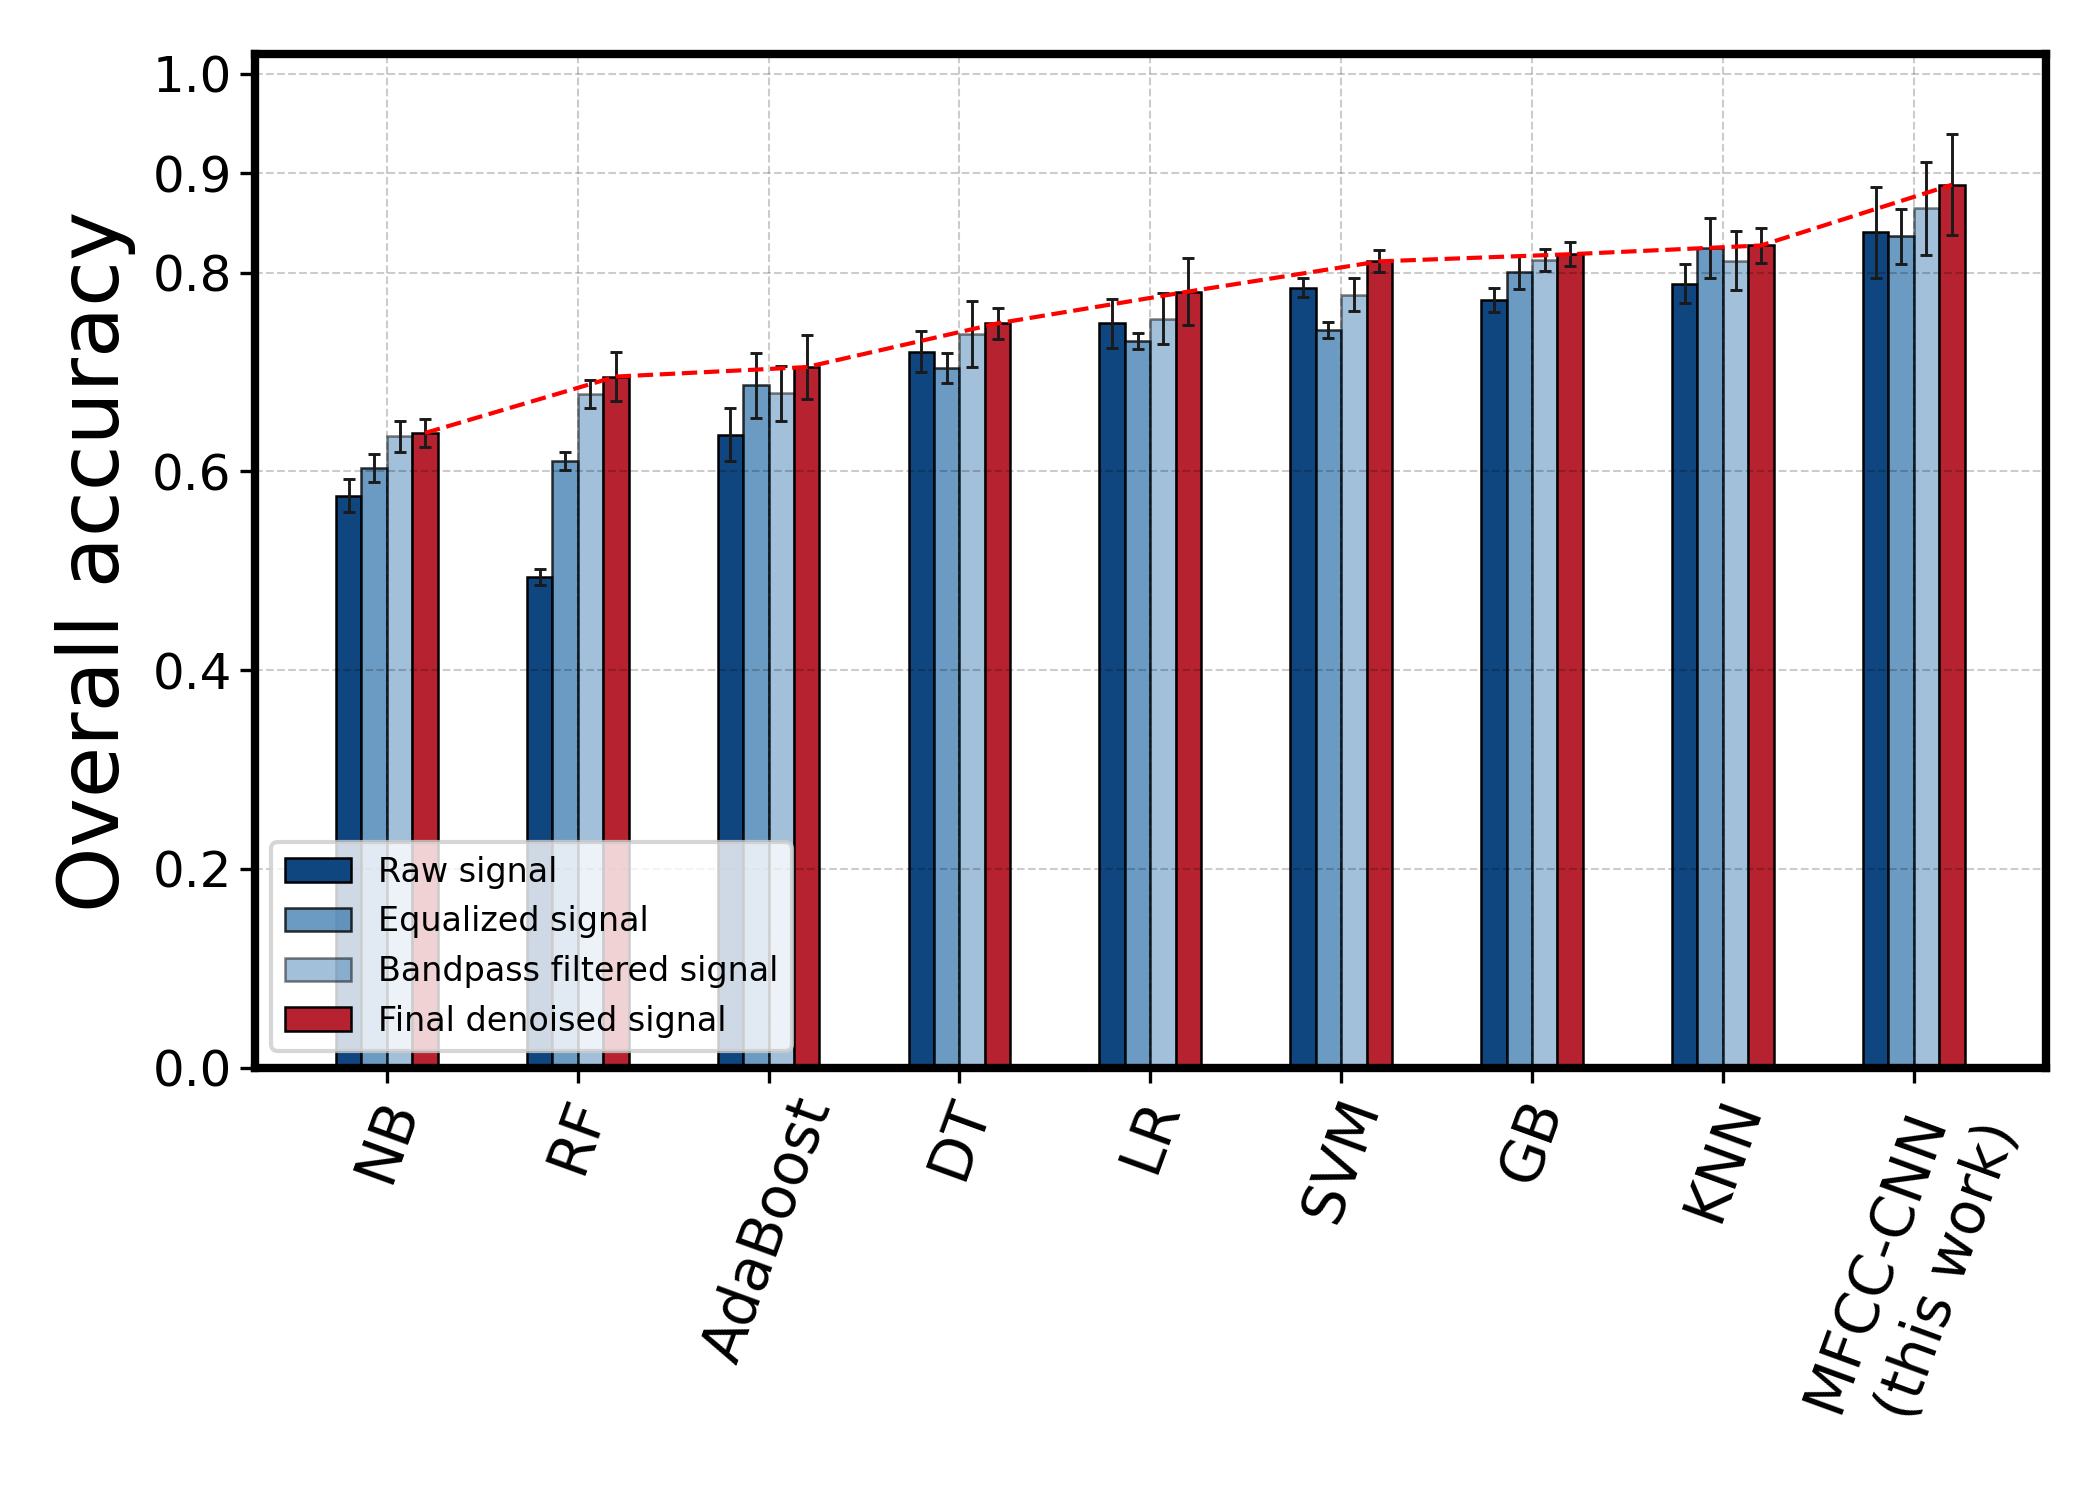 Overall accuracy
1.0
0.9
0.8
0.6
0.4
0.2
0.0
Raw signal
Equalized signal
Bandpass filtered signal
Final denoised signal
NB
RF
AdaBoost
DT
LR
SVM
GB
KNN
MFCC-CNN
(this work)